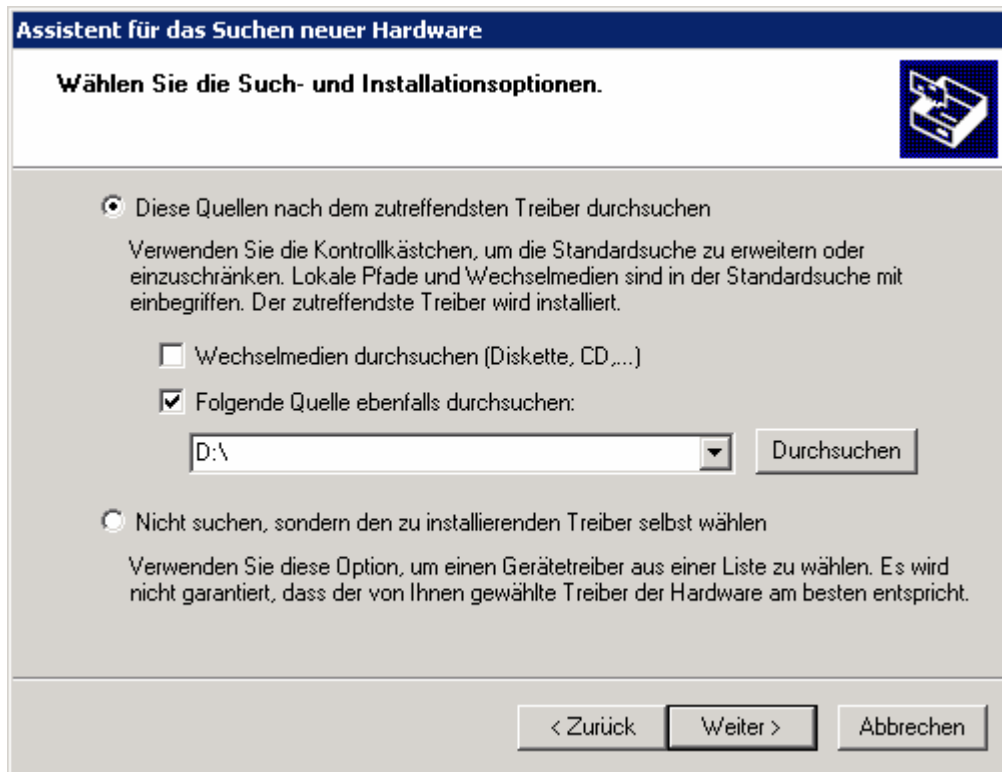 Assistent für das Suchen neuer Hardware
Wählen Sie die Such- und Installationsoptionen.
Diese Quellen nach dem zutreffendsten Treiber durchsuchen
Verwenden Sie die Kontrollkästchen, um die Standardsuche zu erweitern oder
einzuschränken. Lokale Pfade und Wechselmedien sind in der Standardsuche mit
einbegriffen. Der zutreffendste Treiber wird installiert.
Wechselmedien durchsuchen (Diskette, CD,...)
Folgende Quelle ebenfalls durchsuchen:
D:\
Durchsuchen
Nicht suchen, sondern den zu installierenden Treiber selbst wählen
Verwenden Sie diese Option, um einen Gerätetreiber aus einer Liste zu wählen. Es wird
nicht garantiert, dass der von Ihnen gewählte Treiber der Hardware am besten entspricht.
< Zurück
Weiter >
Abbrechen